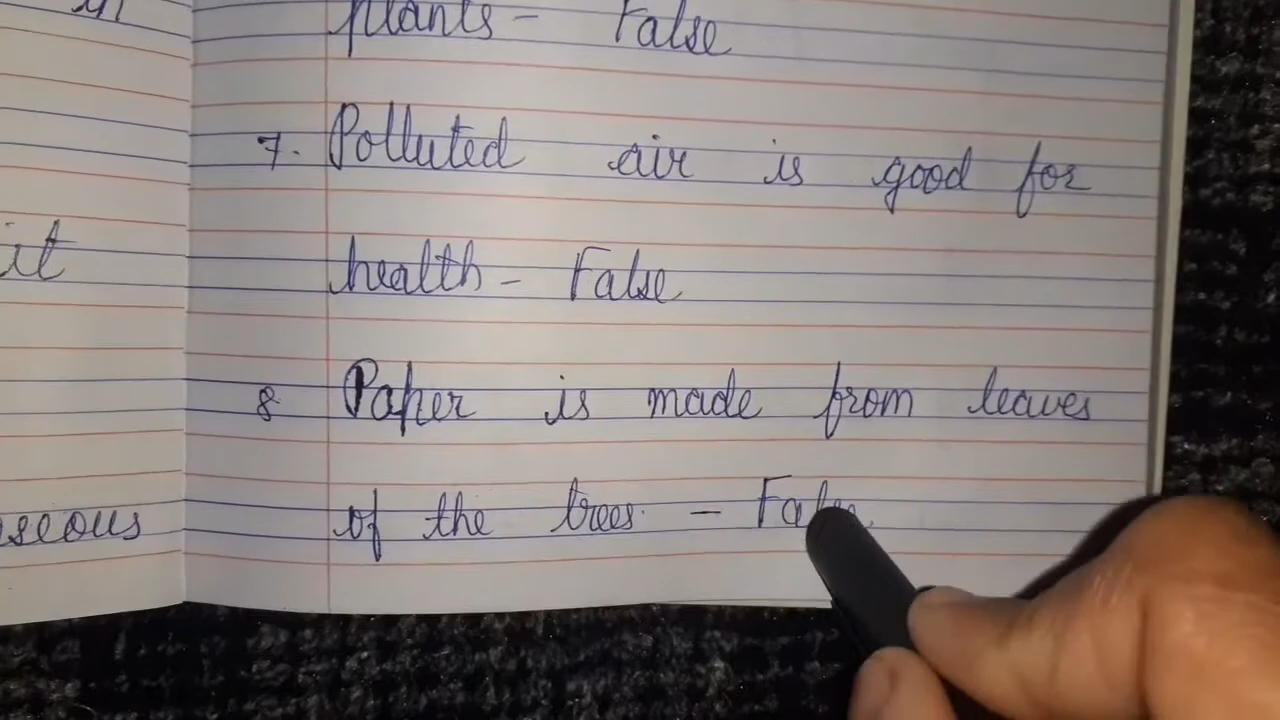 it
seous
plants - False
7. Polluted air is good for
health - False
8. Paper is made from leaves
of the trees. - False